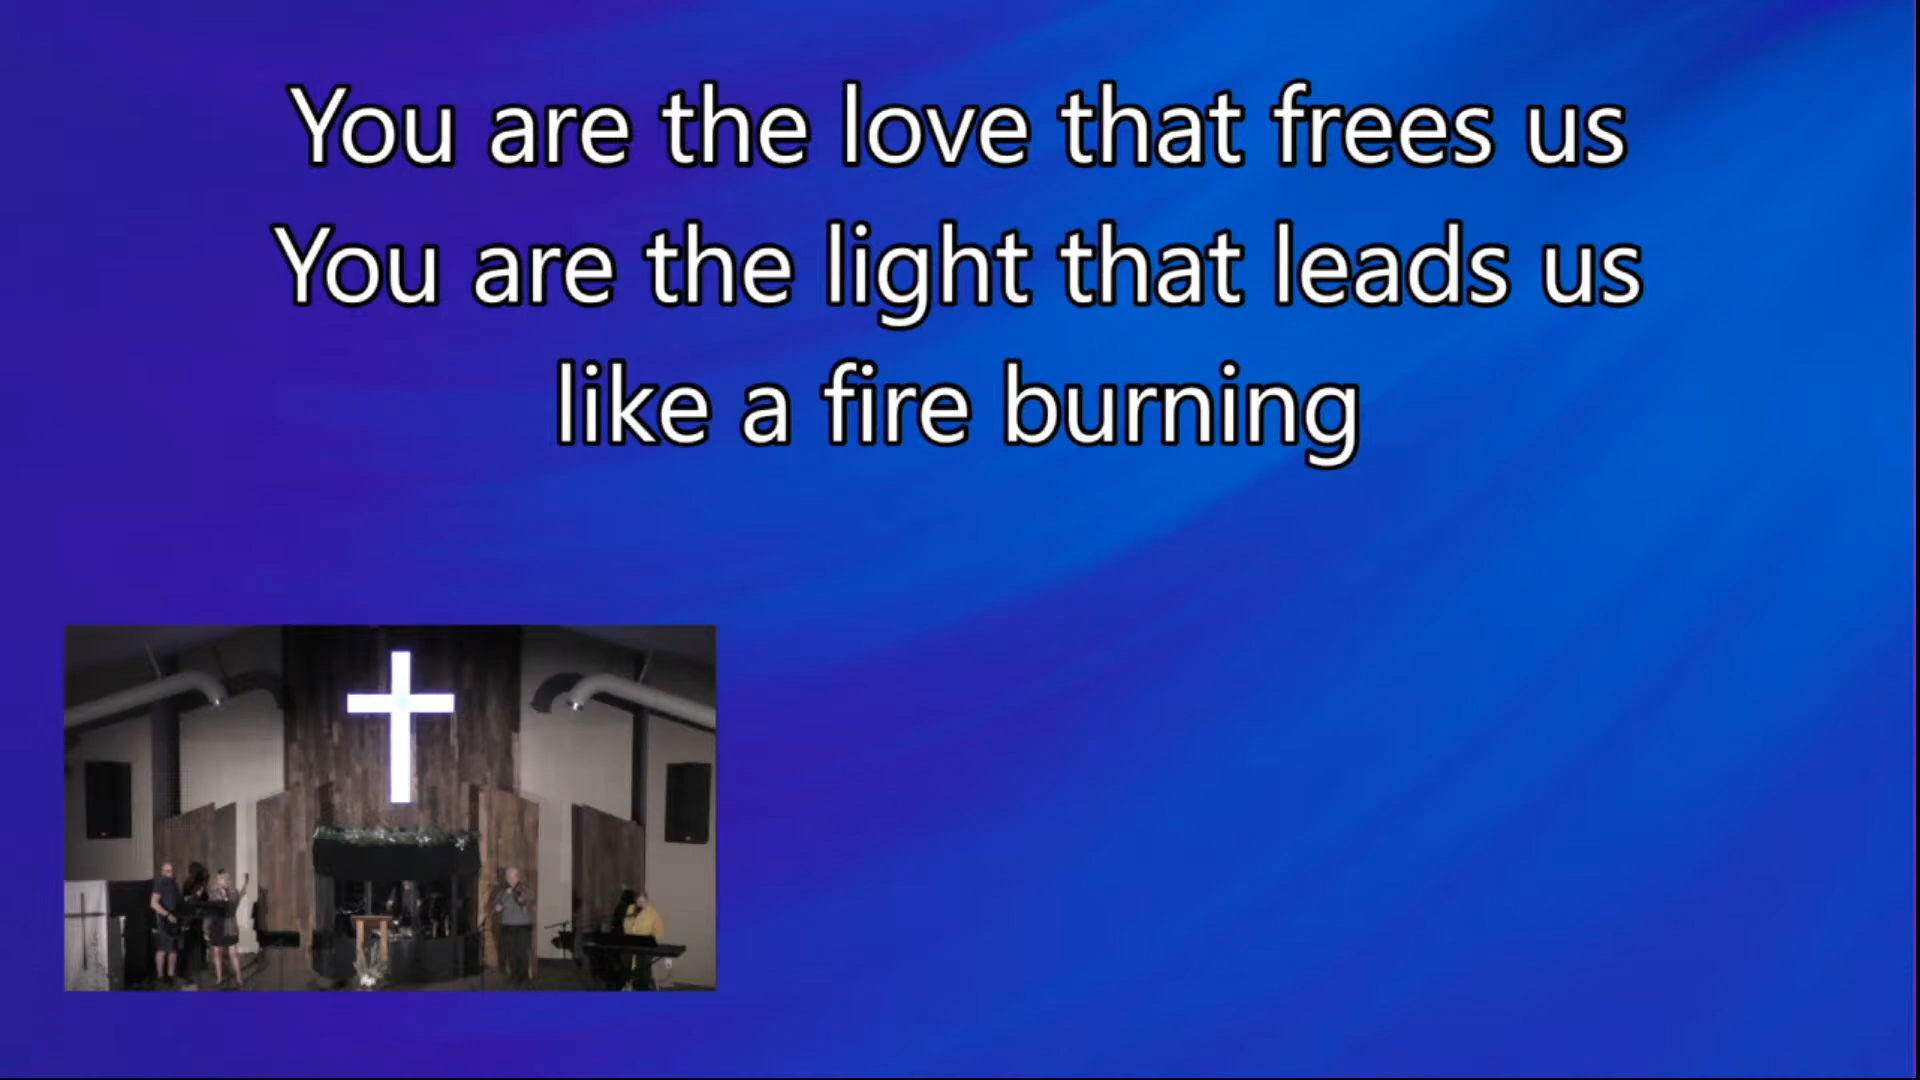 You are the love that frees us
You are the light that leads us
like a fire burning